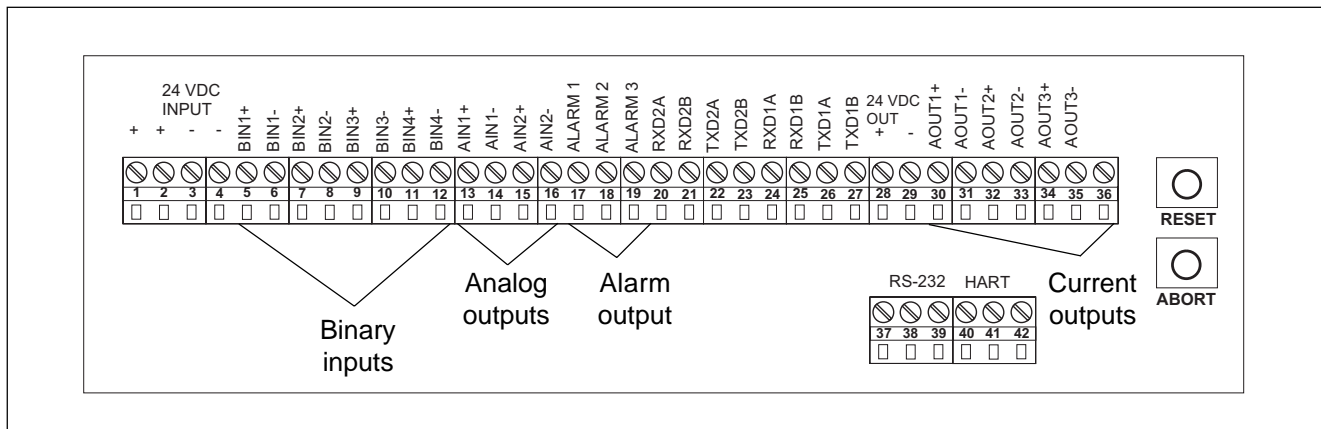 24 VDC
INPUT
+ + - - BIN1+ BIN1- BIN2+ BIN2- BIN3+ BIN3- BIN4+ BIN4- AIN1+ AIN1- AIN2+ AIN2- ALARM 1 ALARM 2 ALARM 3 RXD2A RXD2B TXD2A TXD2B RXD1A RXD1B TXD1A TXD1B
24 VDC
OUT
+ - AOUT1+ AOUT1- AOUT2+ AOUT2- AOUT3+ AOUT3-
1 2 3 4 5 6 7 8 9 10 11 12 13 14 15 16 17 18 19 20 21 22 23 24 25 26 27 28 29 30 31 32 33 34 35 36
RESET
Binary
inputs
Analog
outputs
Alarm
output
RS-232 HART
37 38 39 40 41 42
Current
outputs
ABORT